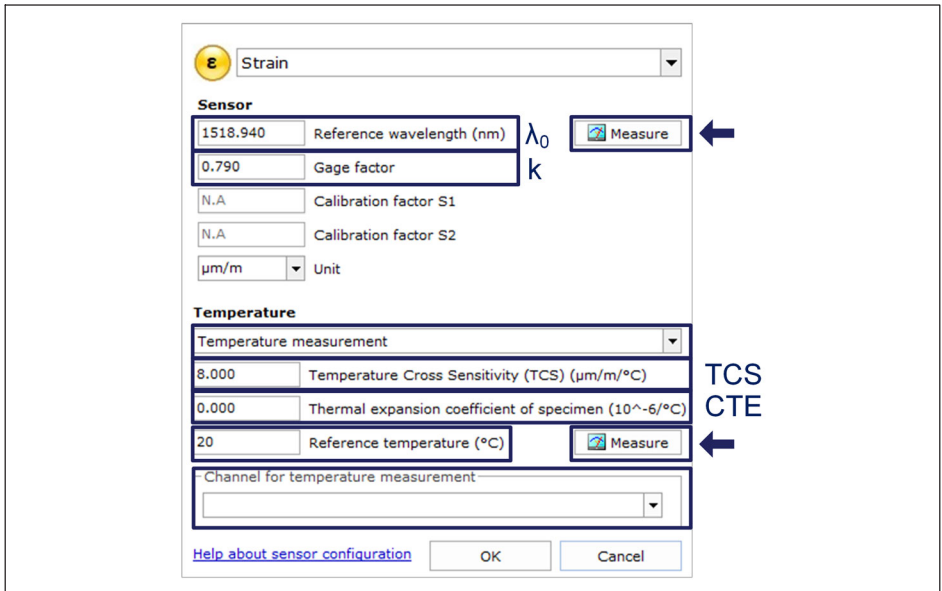 ε Strain
Sensor
1518.940 Reference wavelength (nm) λ₀ Measure
0.790 Gage factor k
N.A Calibration factor S1
N.A Calibration factor S2
µm/m Unit
Temperature
Temperature measurement
8.000 Temperature Cross Sensitivity (TCS) (µm/m/°C) TCS
0.000 Thermal expansion coefficient of specimen (10^-6/°C) CTE
20 Reference temperature (°C) Measure
Channel for temperature measurement
Help about sensor configuration OK Cancel